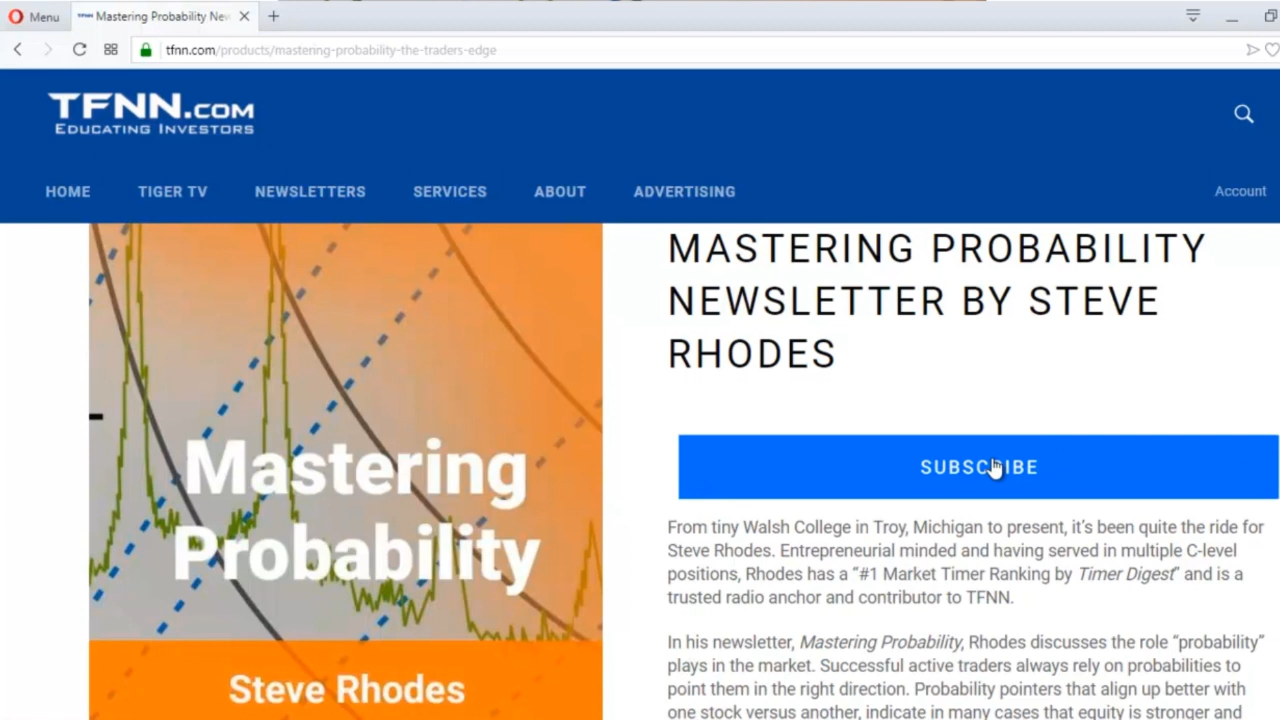 Menu
Mastering Probability New
tfnn.com/products/mastering-probability-the-traders-edge
TFNN.COM
EDUCATING INVESTORS
HOME
TIGER TV
NEWSLETTERS
SERVICES
ABOUT
ADVERTISING
Account
MASTERING PROBABILITY
NEWSLETTER BY STEVE
RHODES
Mastering
Probability
Steve Rhodes
SUBSCRIBE
From tiny Walsh College in Troy, Michigan to present, it’s been quite the ride for
Steve Rhodes. Entrepreneurial minded and having served in multiple C-level
positions, Rhodes has a “#1 Market Timer Ranking by Timer Digest” and is a
trusted radio anchor and contributor to TFNN.
In his newsletter, Mastering Probability, Rhodes discusses the role “probability”
plays in the market. Successful active traders always rely on probabilities to
point them in the right direction. Probability pointers that align up better with
one stock versus another, indicate in many cases that equity is stronger and